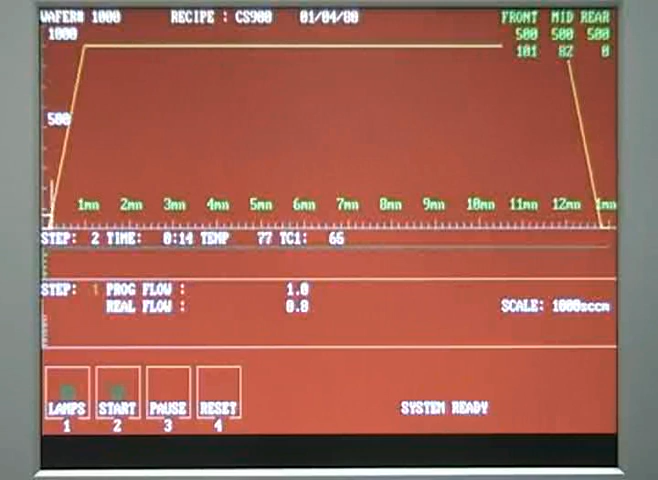 WAFER# 1000 RECIPE : CS900 01/04/80 FRONT MID REAR
1000 500 500 500
101 82 0
500
1mn 2mn 3mn 4mn 5mn 6mn 7mn 8mn 9mn 10mn 11mn 12mn 1mn
STEP: 2 TIME: 0:14 TEMP 77 TC1: 65
STEP: 1 PROG FLOW : 1.0
REAL FLOW : 0.8 SCALE: 1000sccm
LAMPS START PAUSE RESET SYSTEM READY
1 2 3 4